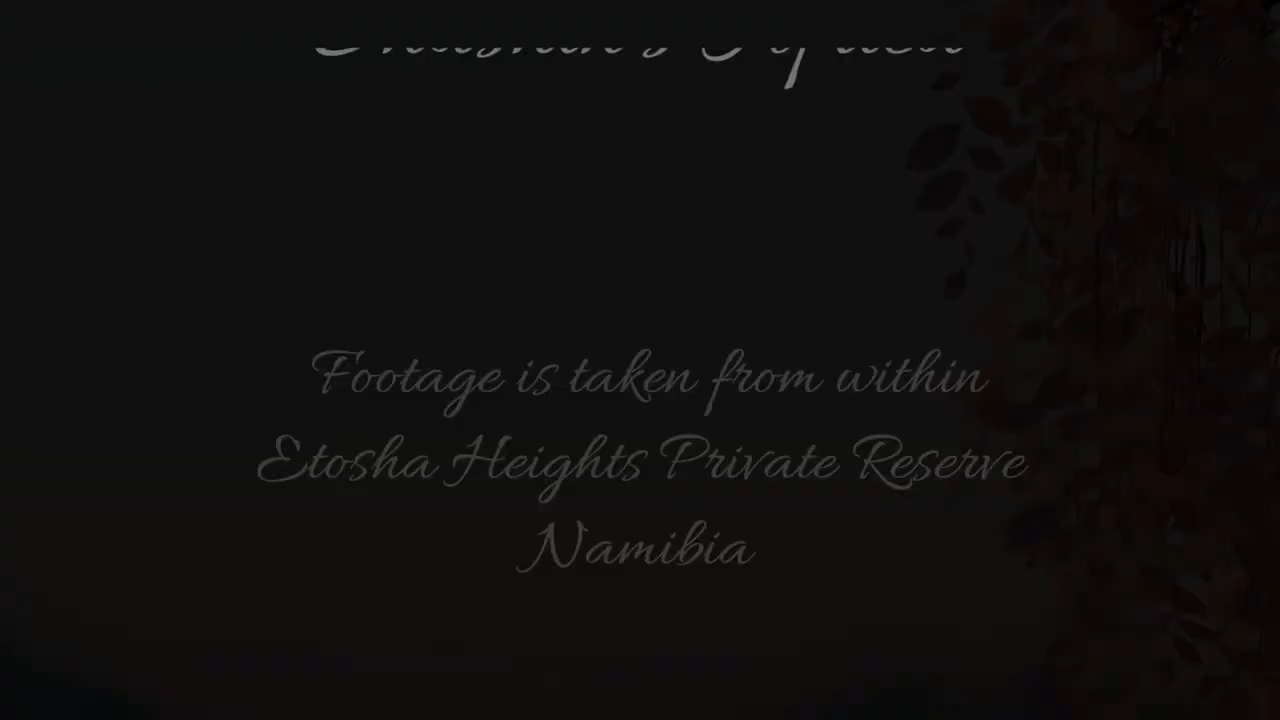 Footage is taken from within
Etosha Heights Private Reserve
Namibia